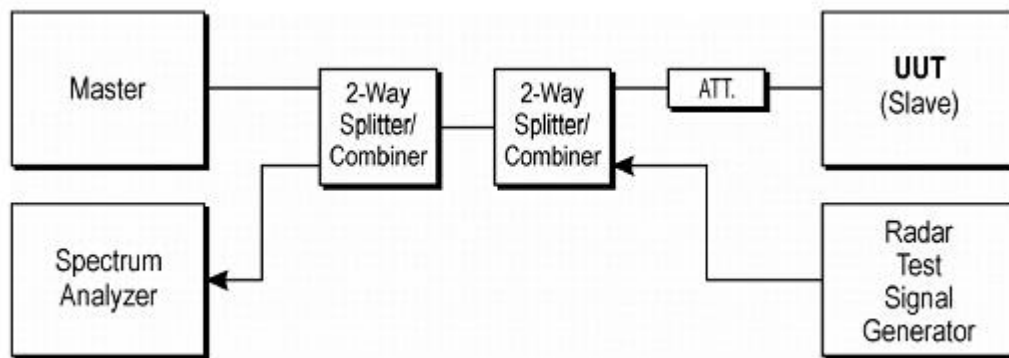 Master
2-Way
Splitter/
Combiner
2-Way
Splitter/
Combiner
ATT.
UUT
(Slave)
Spectrum
Analyzer
Radar
Test
Signal
Generator